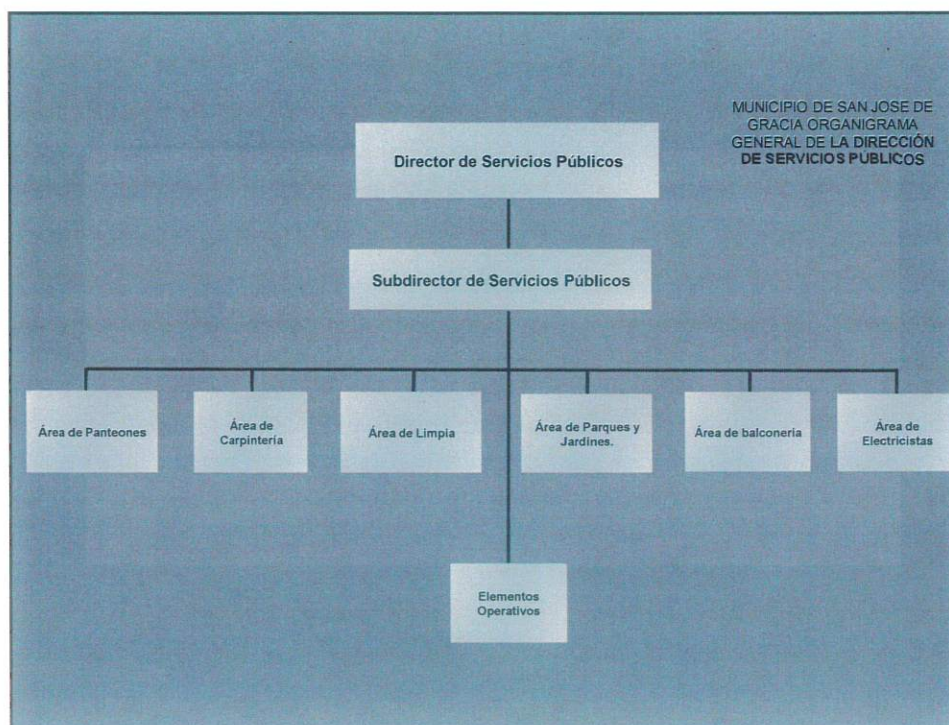 MUNICIPIO DE SAN JOSE DE
GRACIA ORGANIGRAMA
GENERAL DE LA DIRECCIÓN
DE SERVICIOS PÚBLICOS
Director de Servicios Públicos
Subdirector de Servicios Públicos
Área de Panteones
Área de
Carpintería
Área de Limpia
Área de Parques y
Jardines.
Área de balconería
Área de
Electricistas
Elementos
Operativos